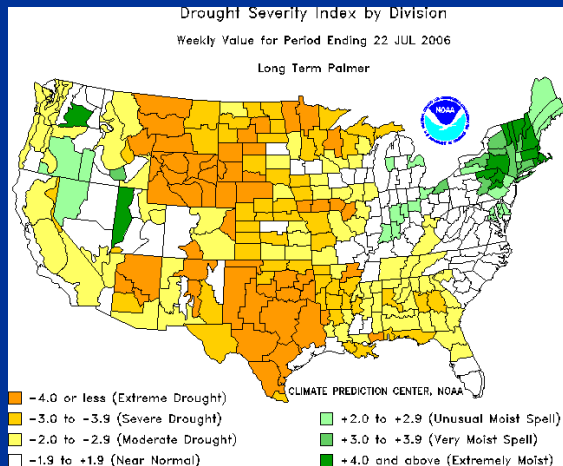 Drought Severity Index by Division
Weekly Value for Period Ending 22 JUL 2006
Long Term Palmer
NOAA
CLIMATE PREDICTION CENTER, NOAA
-4.0 or less (Extreme Drought)
-3.0 to -3.9 (Severe Drought)
-2.0 to -2.9 (Moderate Drought)
-1.9 to +1.9 (Near Normal)
+2.0 to +2.9 (Unusual Moist Spell)
+3.0 to +3.9 (Very Moist Spell)
+4.0 and above (Extremely Moist)